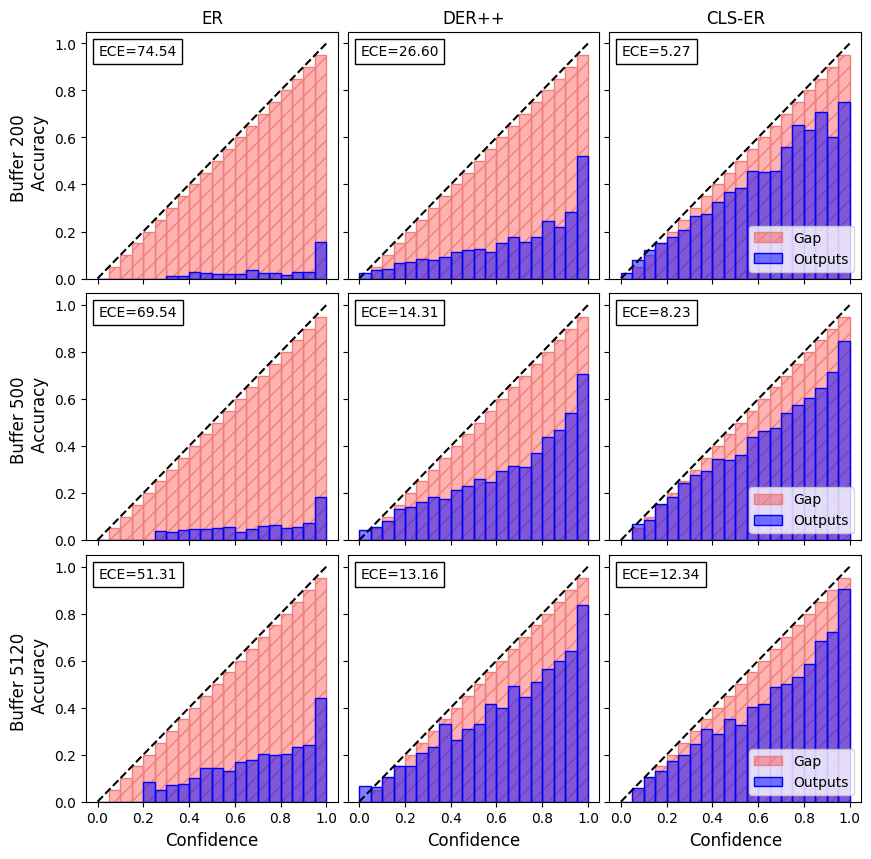 ER
DER++
CLS-ER
Buffer 200
Accuracy
1.0
0.8
0.6
0.4
0.2
0.0
ECE=74.54
ECE=26.60
ECE=5.27
Gap
Outputs
Buffer 500
Accuracy
1.0
0.8
0.6
0.4
0.2
0.0
ECE=69.54
ECE=14.31
ECE=8.23
Gap
Outputs
Buffer 5120
Accuracy
1.0
0.8
0.6
0.4
0.2
0.0
ECE=51.31
ECE=13.16
ECE=12.34
Gap
Outputs
0.0 0.2 0.4 0.6 0.8 1.0
0.0 0.2 0.4 0.6 0.8 1.0
0.0 0.2 0.4 0.6 0.8 1.0
Confidence
Confidence
Confidence